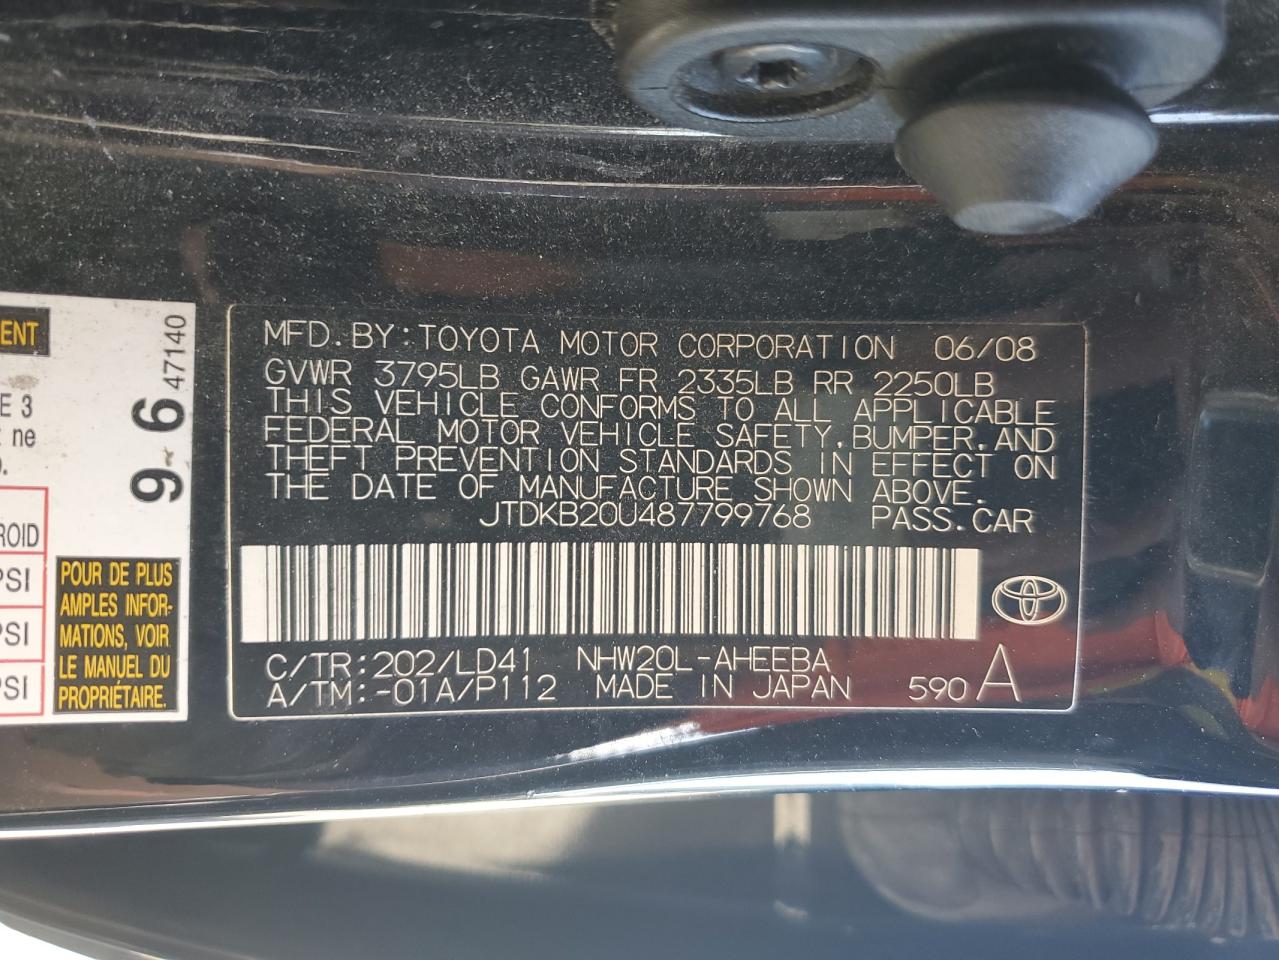 ENT
E 3
ne
.
ROID
PSI
PSI
PSI
9 6 47140
POUR DE PLUS
AMPLES INFOR-
MATIONS, VOIR
LE MANUEL DU
PROPRIÉTAIRE.
MFD. BY: TOYOTA MOTOR CORPORATION 06/08
GVWR 3795LB GAWR FR 2335LB RR 2250LB
THIS VEHICLE CONFORMS TO ALL APPLICABLE
FEDERAL MOTOR VEHICLE SAFETY, BUMPER, AND
THEFT PREVENTION STANDARDS IN EFFECT ON
THE DATE OF MANUFACTURE SHOWN ABOVE.
JTDKB20U487799768 PASS. CAR
C/TR: 202/LD41 NHW20L-AHEEBA
A/TM: -01A/P112 MADE IN JAPAN 590 A